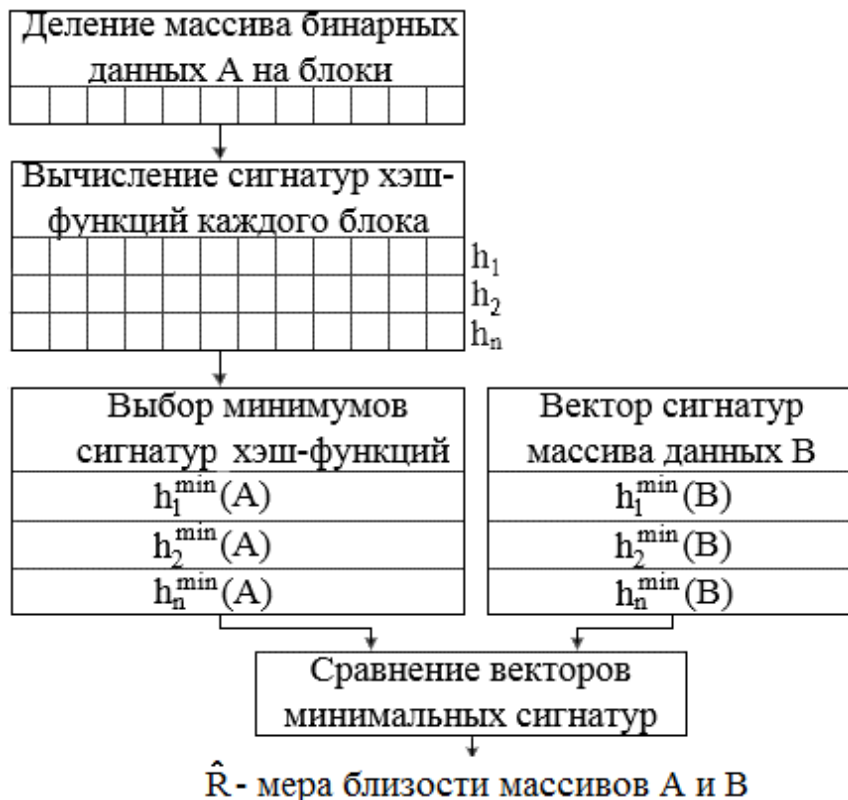 Деление массива бинарных
данных А на блоки
Вычисление сигнатур хэш-
функций каждого блока
h₁
h₂
hₙ
Выбор минимумов
сигнатур хэш-функций
h₁ᵐⁱⁿ(A)
h₂ᵐⁱⁿ(A)
hₙᵐⁱⁿ(A)
Вектор сигнатур
массива данных В
h₁ᵐⁱⁿ(B)
h₂ᵐⁱⁿ(B)
hₙᵐⁱⁿ(B)
Сравнение векторов
минимальных сигнатур
R̂ - мера близости массивов А и В